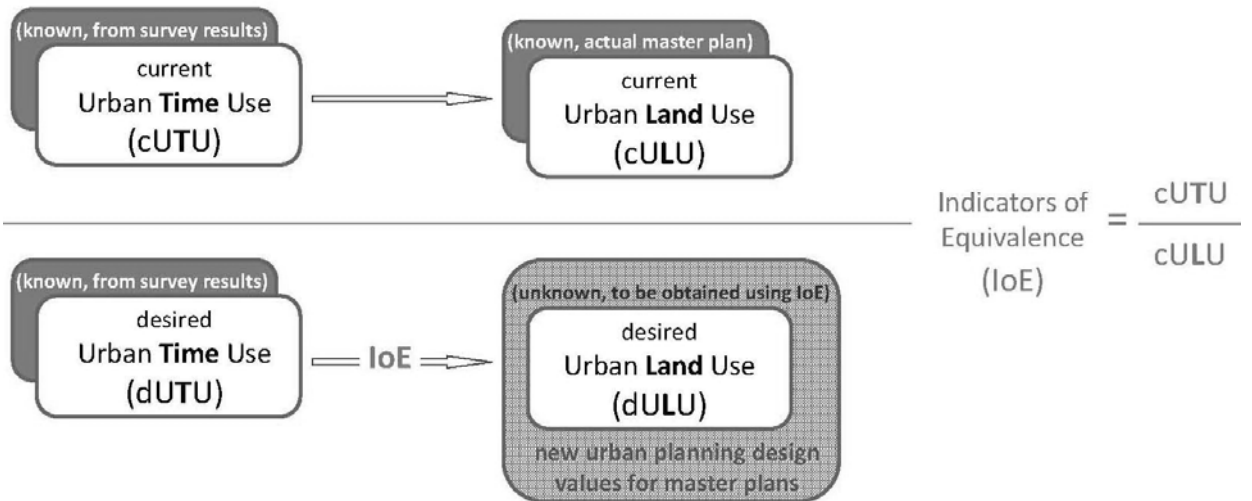 (known, from survey results)
current
Urban Time Use
(cUTU)
(known, actual master plan)
current
Urban Land Use
(cULU)
Indicators of
Equivalence
(IoE)
=
cUTU
cULU
(known, from survey results)
desired
Urban Time Use
(dUTU)
IoE
(unknown, to be obtained using IoE)
desired
Urban Land Use
(dULU)
new urban planning design
values for master plans